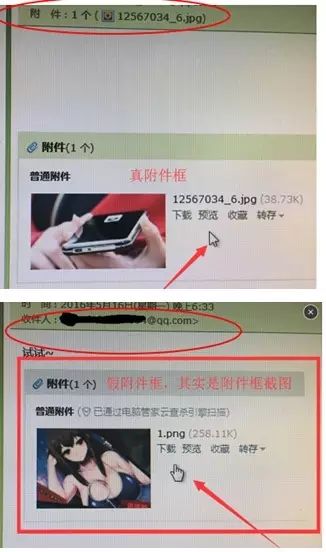 附 件：1 个 ( 12567034_6.jpg)
附件(1 个)
普通附件
真附件框
12567034_6.jpg (38.73K)
下载 预览 收藏 转存
时 间：2016年5月16日(星期一) 晚上6:33
收件人：
@qq.com>
试试~
附件(1 个)
假附件框，其实是附件框截图
普通附件 (已通过电脑管家云查杀引擎扫描)
1.png (258.11K)
下载 预览 收藏 转存